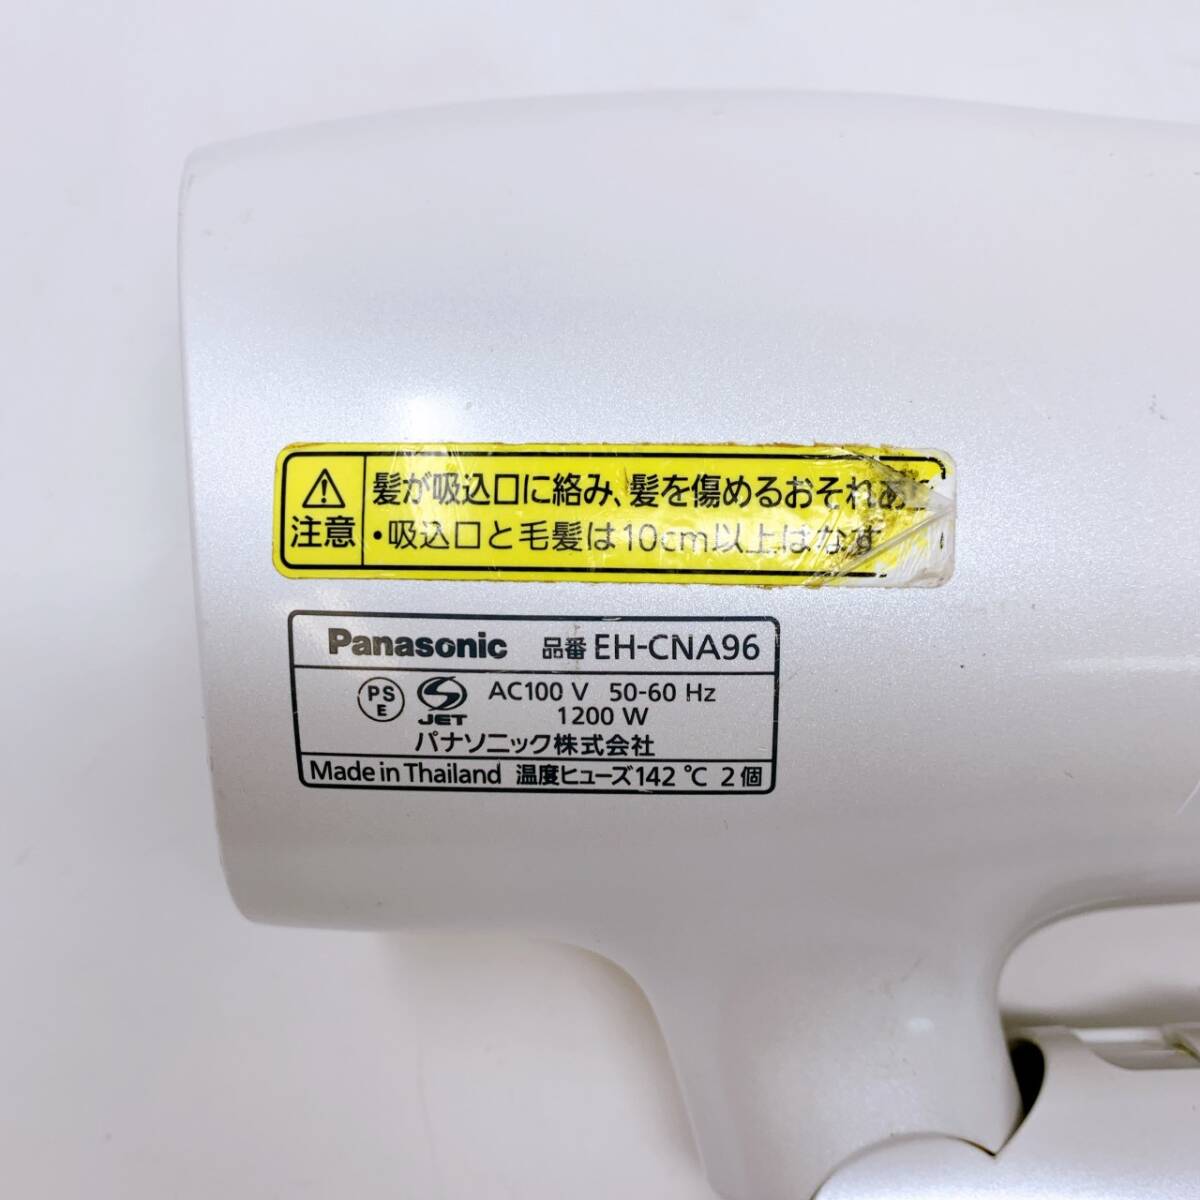 注意
髪が吸込口に絡み、髪を傷めるおそれあ
・吸込口と毛髪は10cm以上はなす
Panasonic 品番 EH-CNA96
PS E JET AC100 V 50-60 Hz
1200 W
パナソニック株式会社
Made in Thailand 温度ヒューズ142℃ 2個